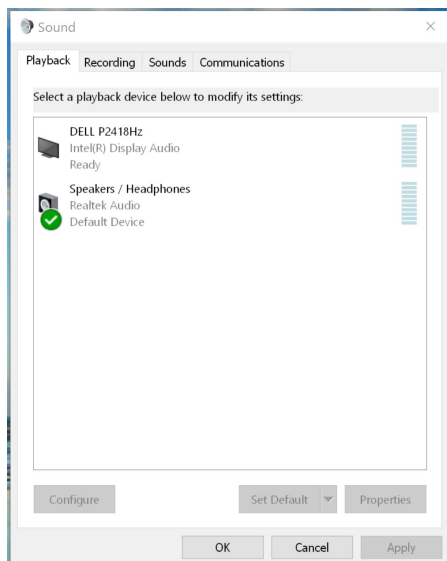 Sound
Playback Recording Sounds Communications
Select a playback device below to modify its settings:
DELL P2418Hz
Intel(R) Display Audio
Ready
Speakers / Headphones
Realtek Audio
Default Device
Configure Set Default Properties
OK Cancel Apply